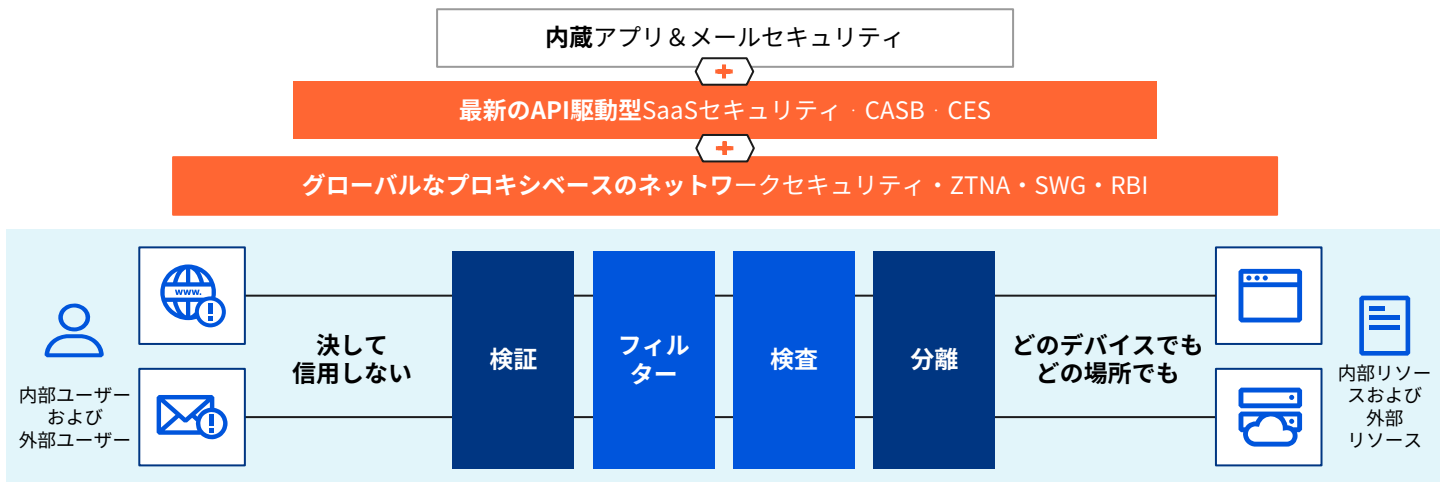 内蔵アプリ＆メールセキュリティ
最新のAPI駆動型SaaSセキュリティ · CASB · CES
グローバルなプロキシベースのネットワークセキュリティ・ZTNA・SWG・RBI
www.
内部ユーザー
および
外部ユーザー
決して
信用しない
検証
フィル
ター
検査
分離
どのデバイスでも
どの場所でも
内部リソー
スおよび
外部
リソース